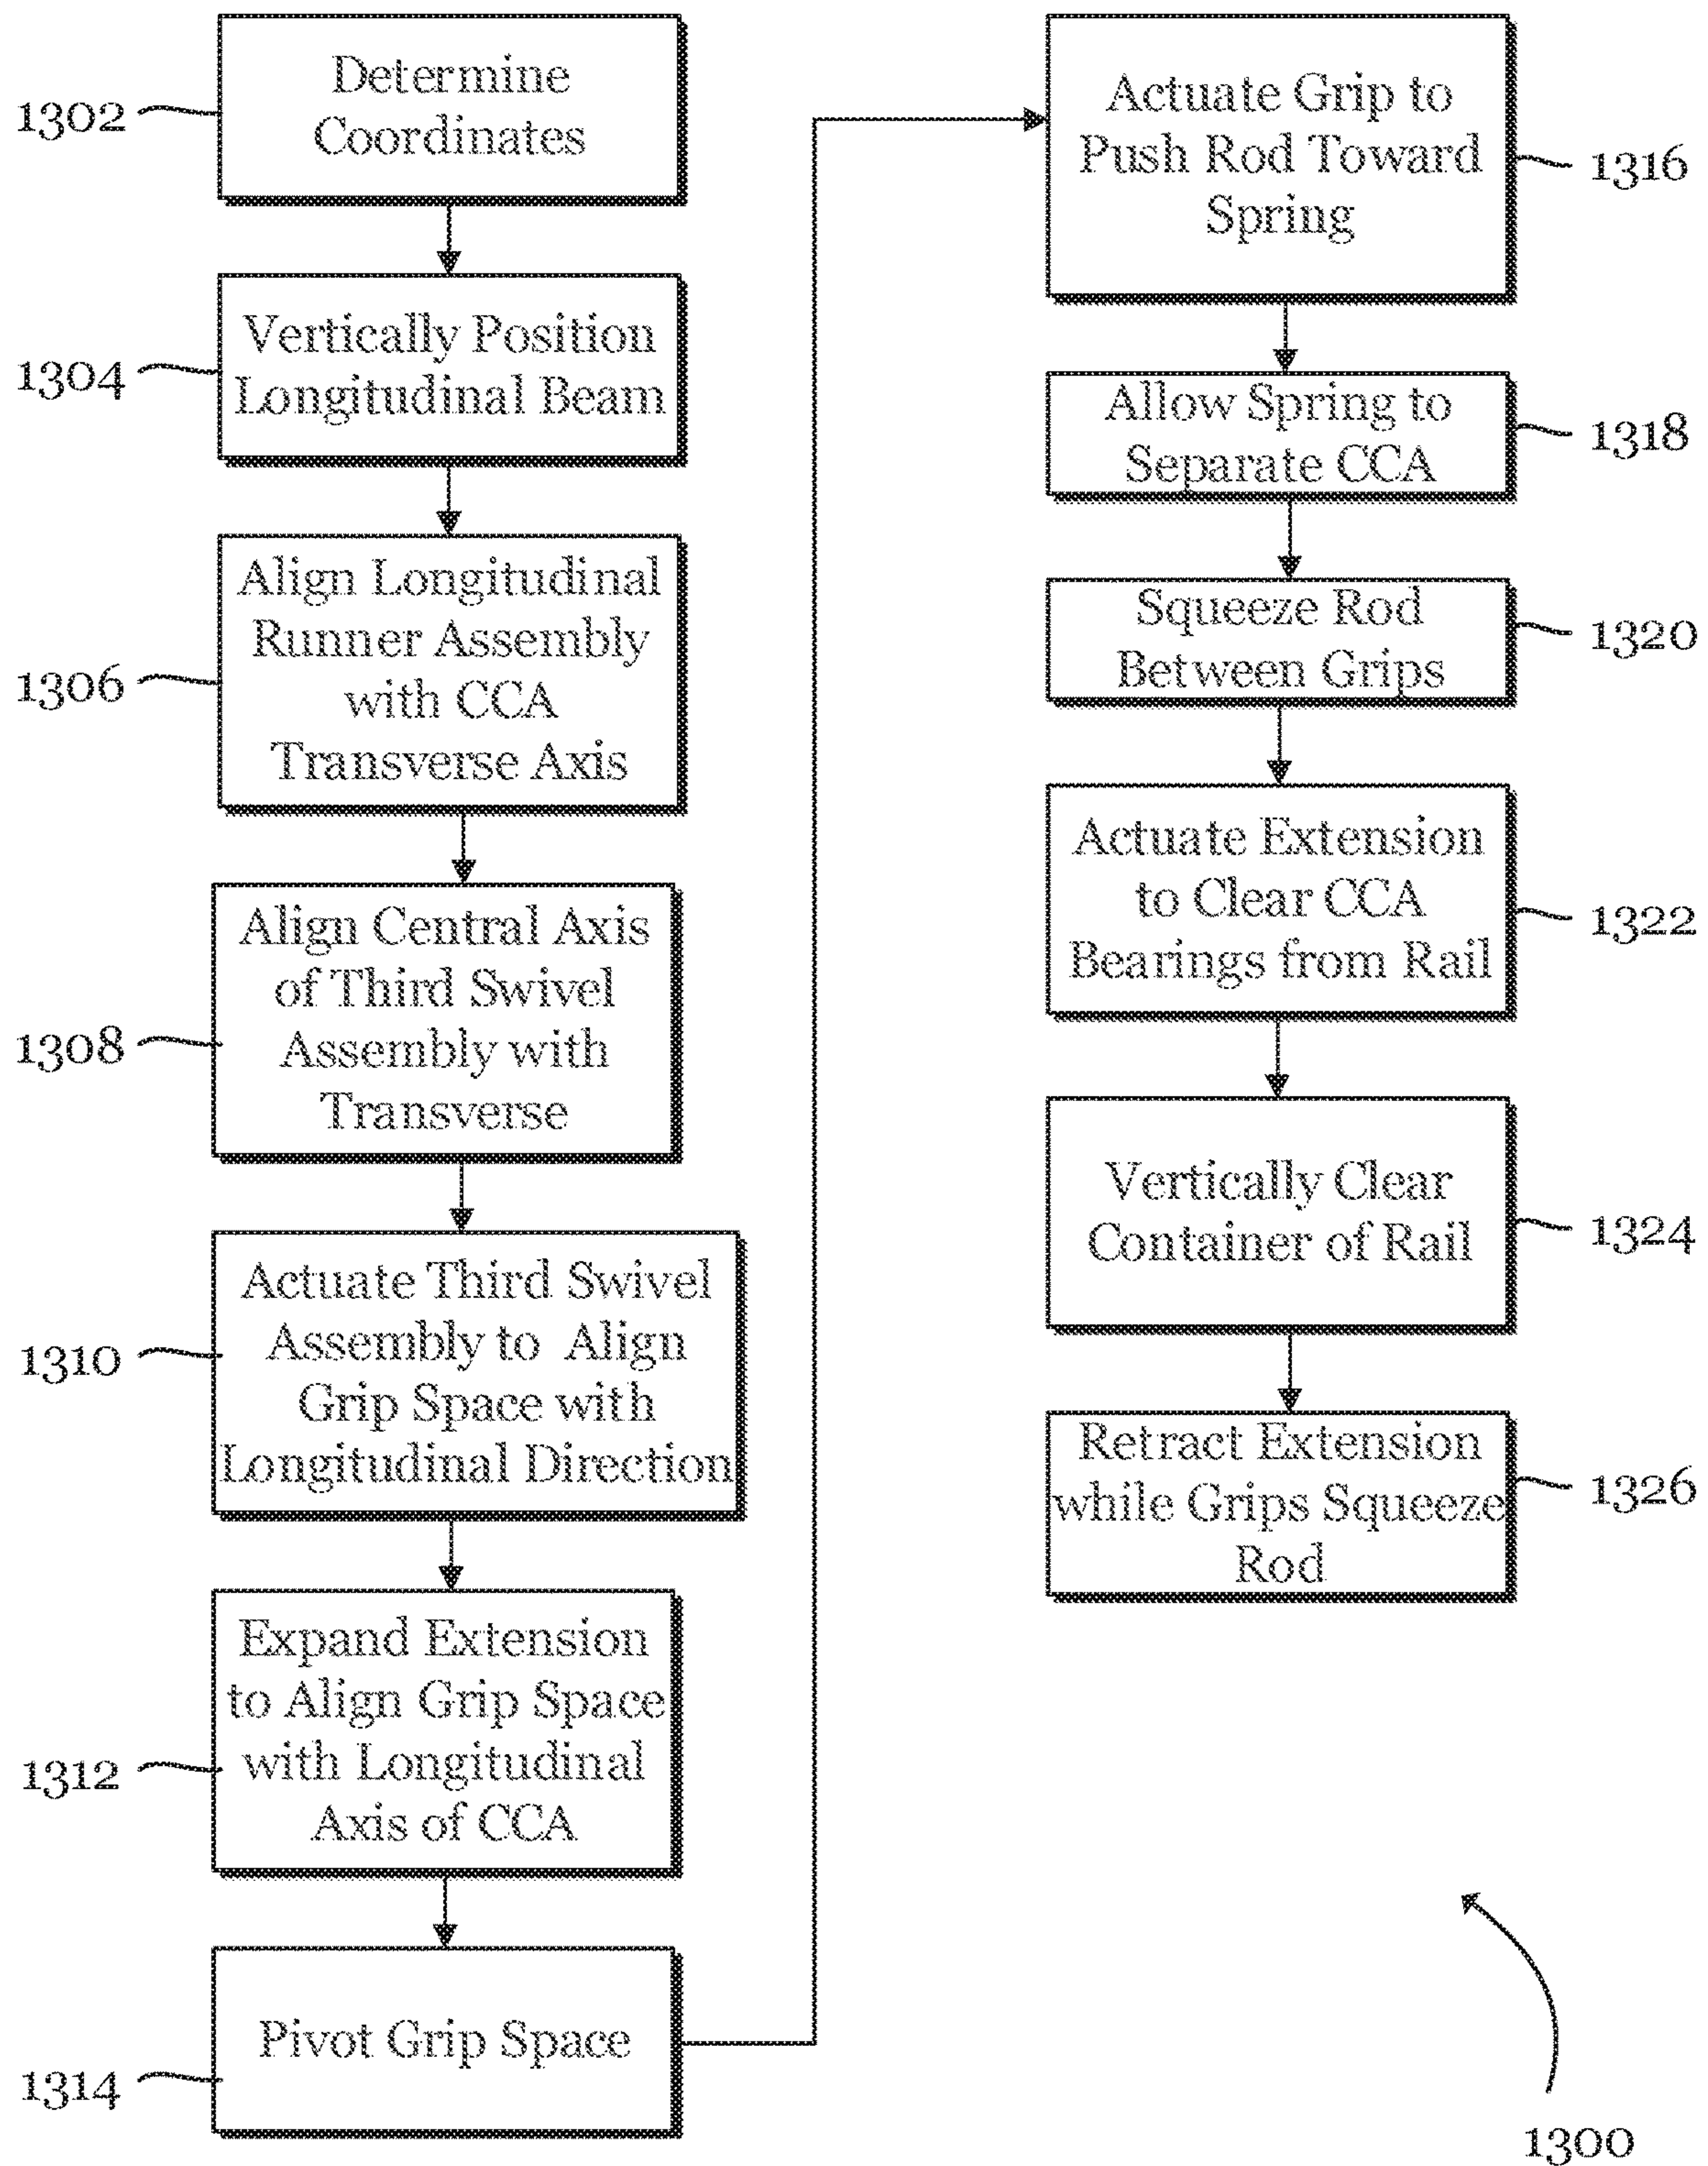 1302
Determine
Coordinates
1304
Vertically Position
Longitudinal Beam
1306
Align Longitudinal
Runner Assembly
with CCA
Transverse Axis
1308
Align Central Axis
of Third Swivel
Assembly with
Transverse
1310
Actuate Third Swivel
Assembly to Align
Grip Space with
Longitudinal Direction
1312
Expand Extension
to Align Grip Space
with Longitudinal
Axis of CCA
1314
Pivot Grip Space
Actuate Grip to
Push Rod Toward
Spring
1316
Allow Spring to
Separate CCA
1318
Squeeze Rod
Between Grips
1320
Actuate Extension
to Clear CCA
Bearings from Rail
1322
Vertically Clear
Container of Rail
1324
Retract Extension
while Grips Squeeze
Rod
1326
1300